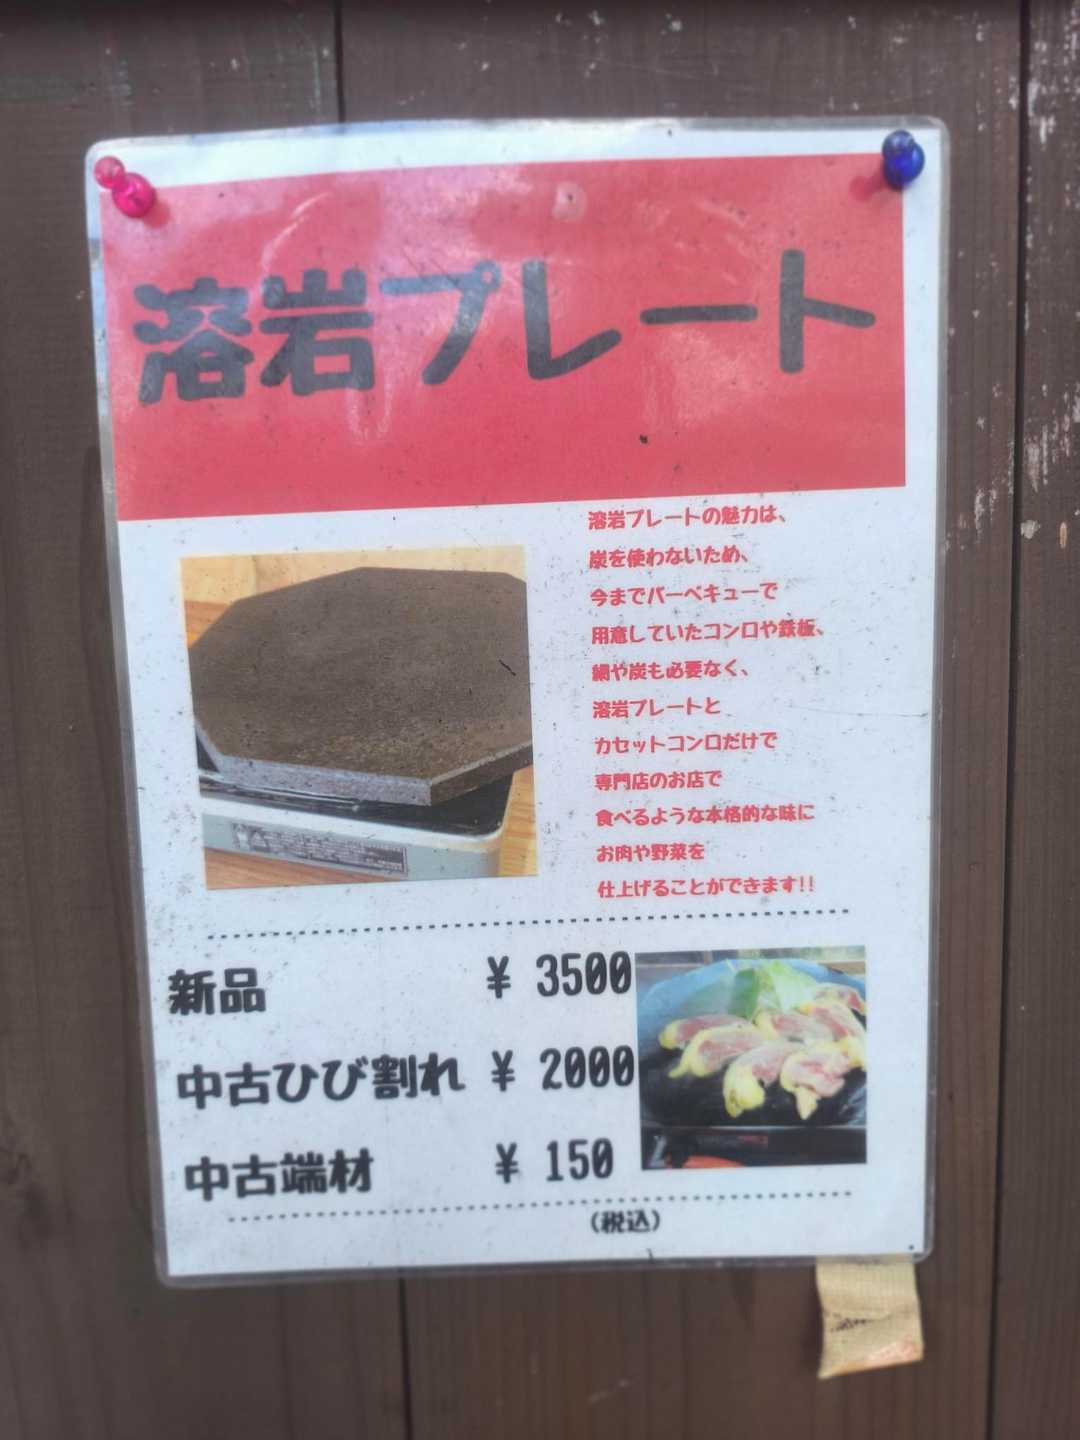 溶岩プレート
溶岩プレートの魅力は、
炭を使わないため、
今までバーベキューで
用意していたコンロや鉄板、
網や炭も必要なく、
溶岩プレートと
カセットコンロだけで
専門店のお店で
食べるような本格的な味に
お肉や野菜を
仕上げることができます!!
新品 ¥ 3500
中古ひび割れ ¥ 2000
中古端材 ¥ 150
(税込)